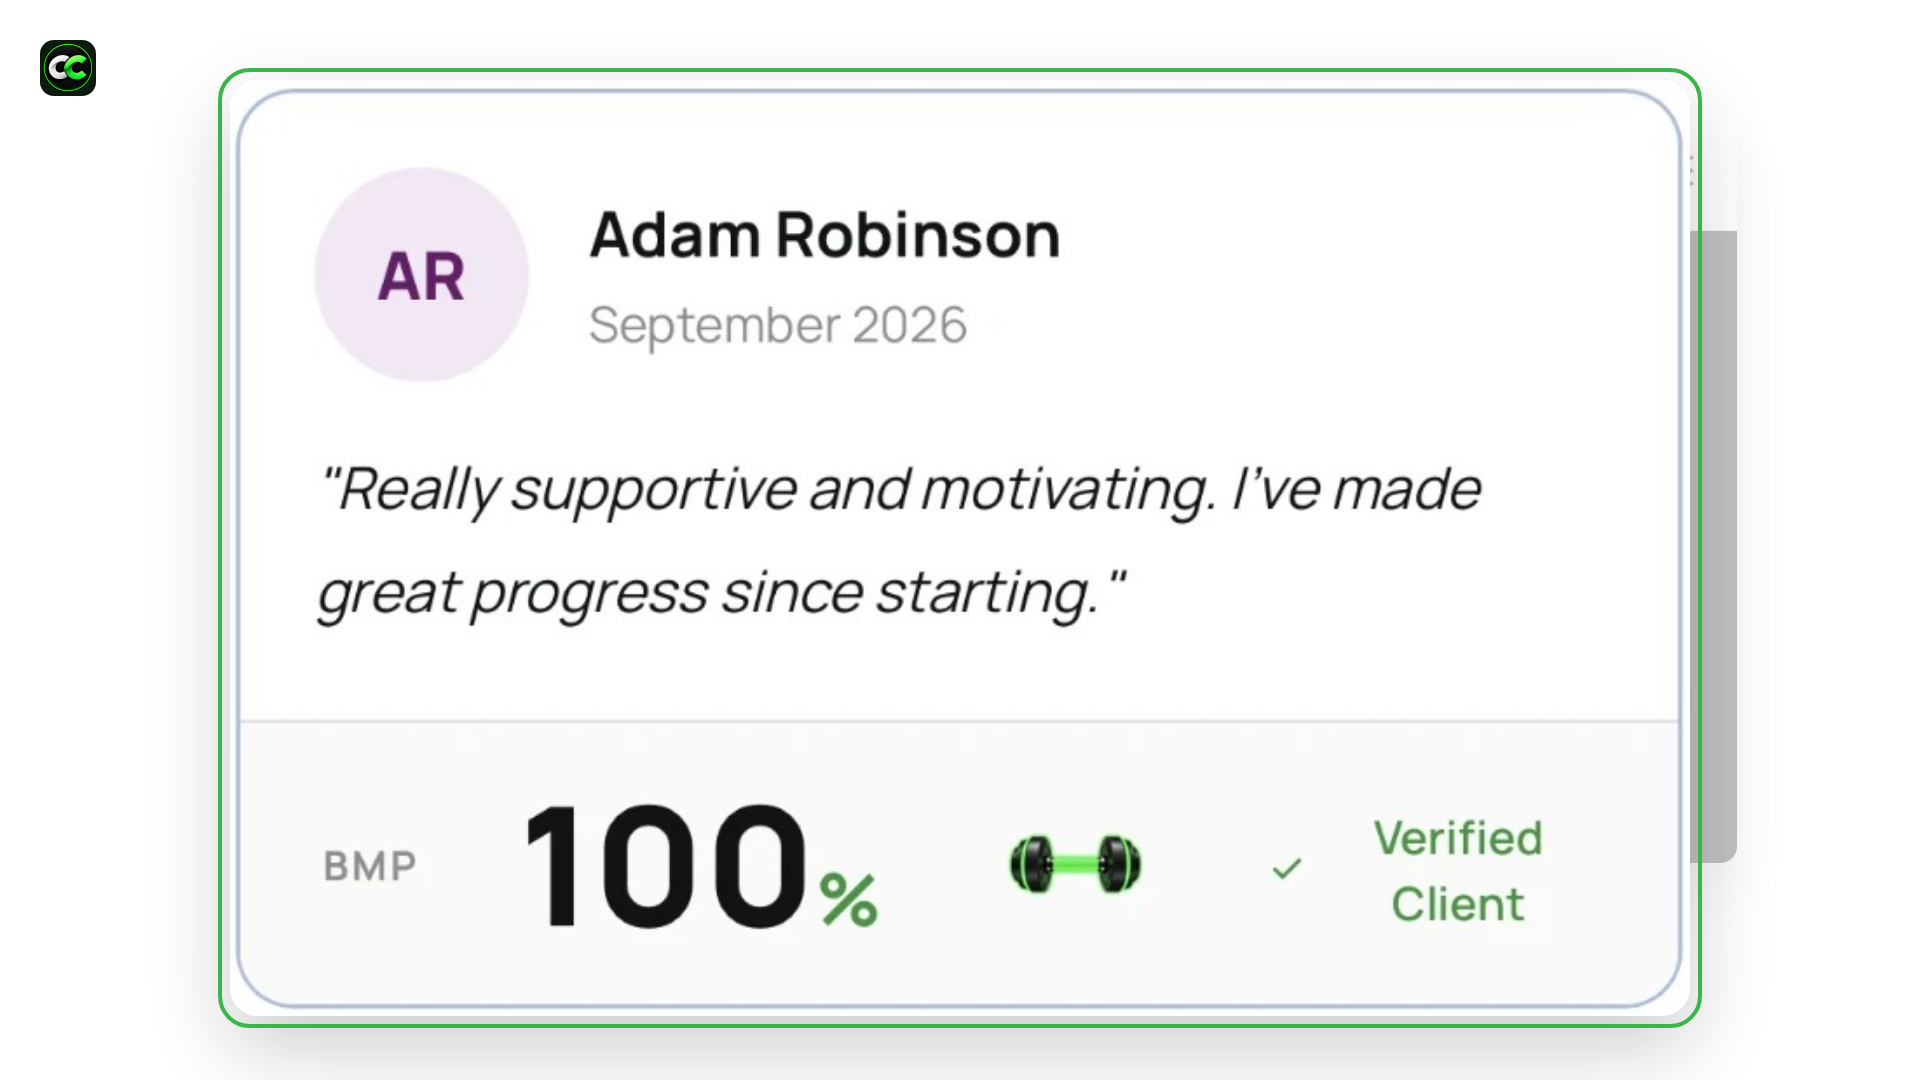 CC
AR
Adam Robinson
September 2026
"Really supportive and motivating. I've made
great progress since starting."
BMP
100%
Verified
Client